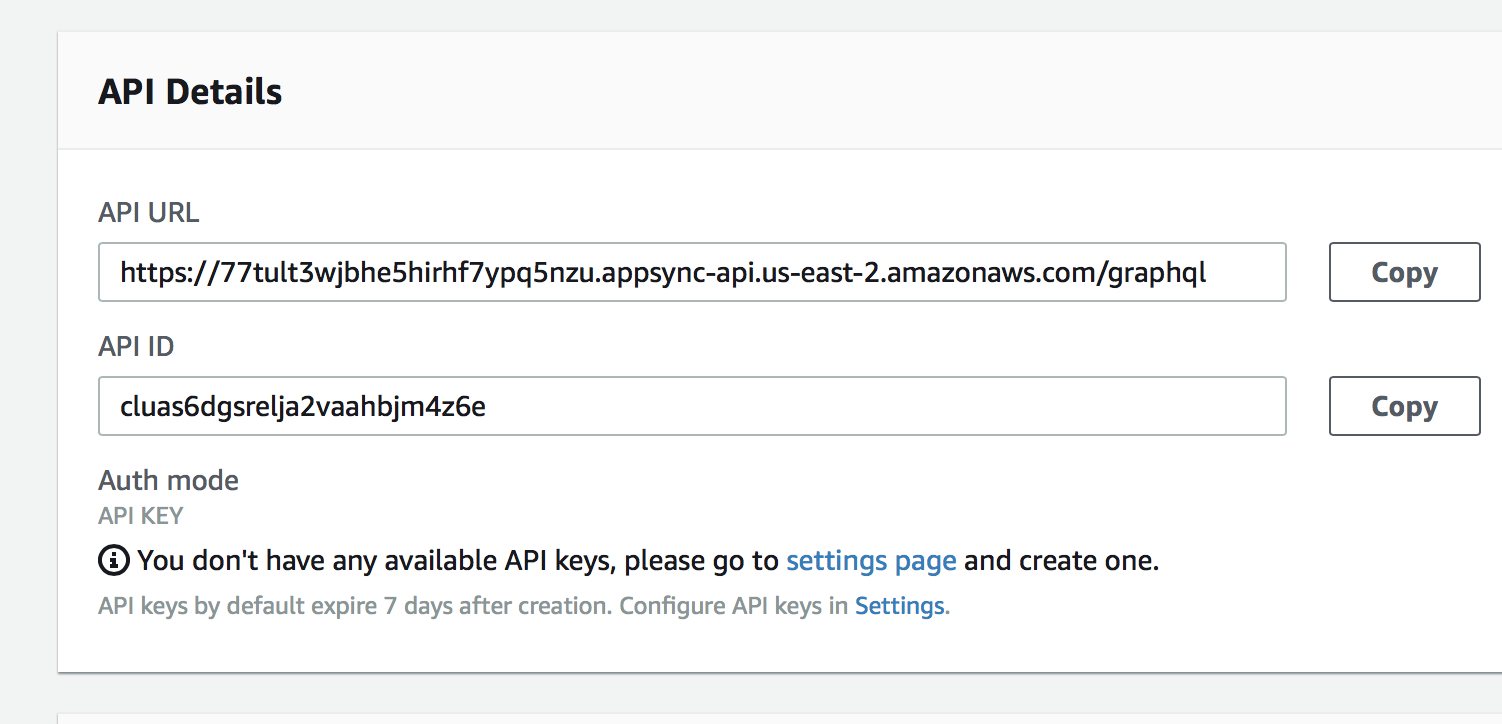 API Details
API URL
https://77tult3wjbhe5hirhf7ypq5nzu.appsync-api.us-east-2.amazonaws.com/graphql
Copy
API ID
cluas6dgsrelja2vaahbjm4z6e
Copy
Auth mode
API KEY
You don't have any available API keys, please go to settings page and create one.
API keys by default expire 7 days after creation. Configure API keys in Settings.